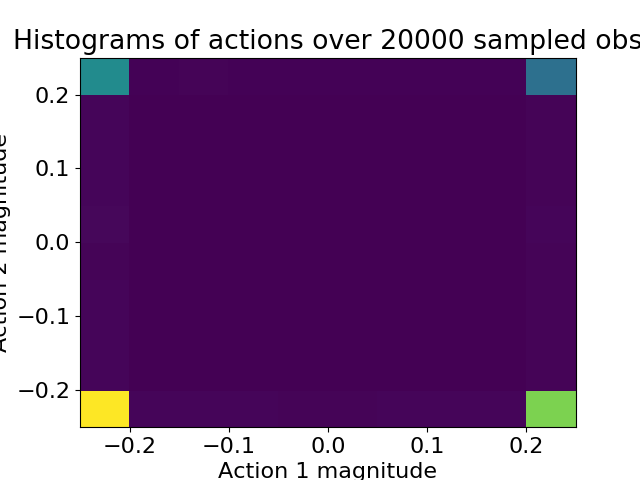 Histograms of actions over 20000 sampled obs
0.2
0.1
0.0
−0.1
−0.2
Action 2 magnitude
−0.2 −0.1 0.0 0.1 0.2
Action 1 magnitude